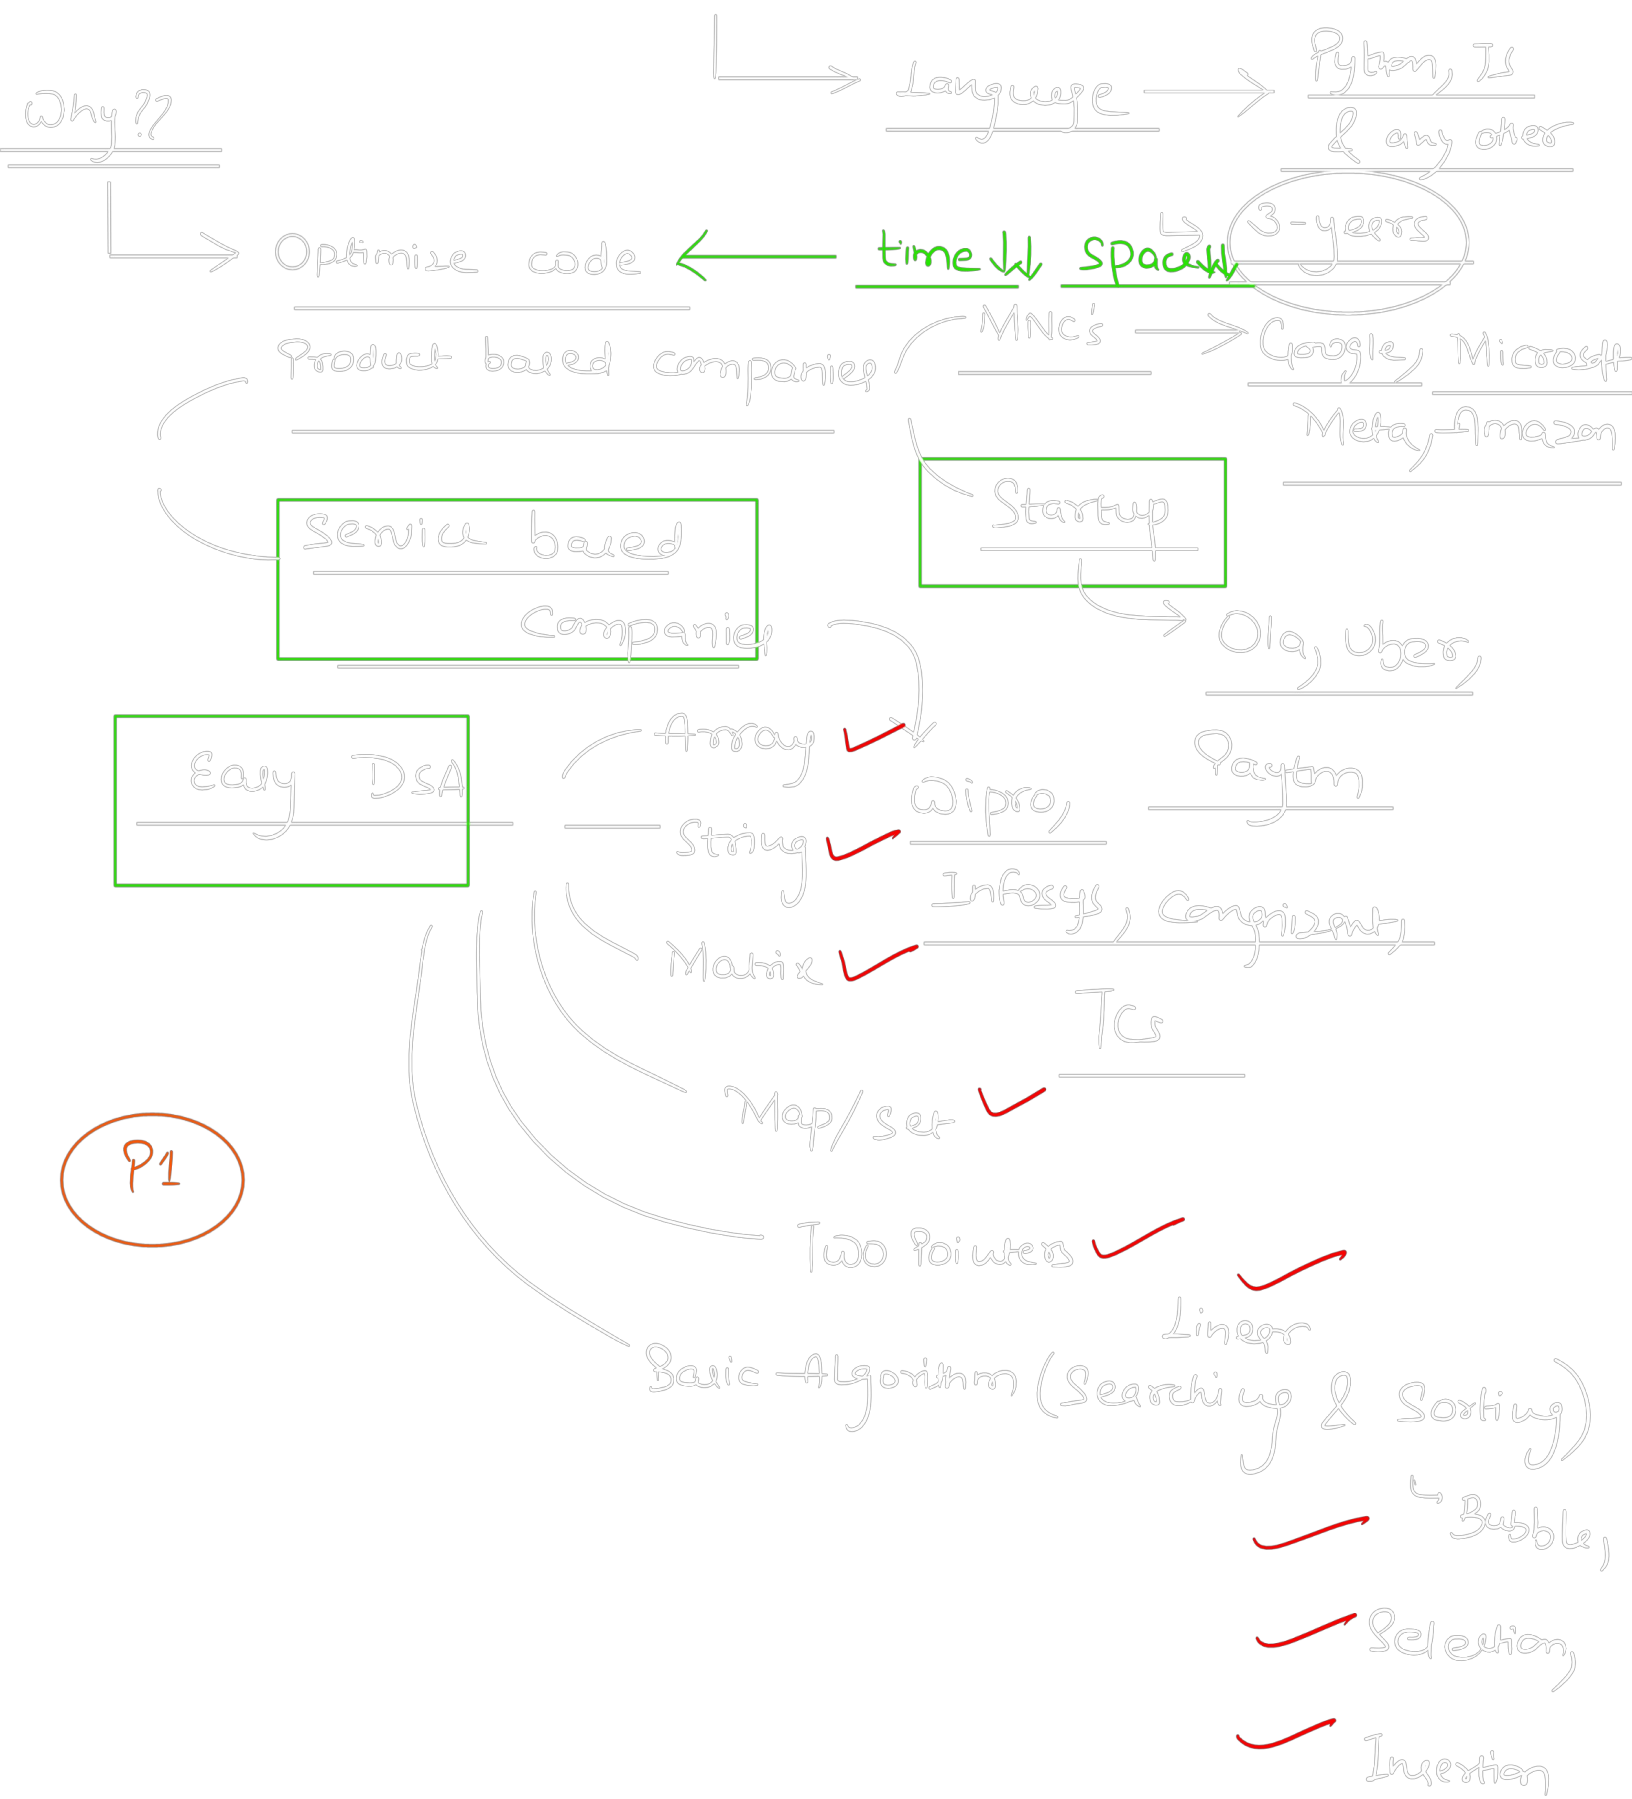 Language
Python, Js
& any other
3-years
Why??
Optimize code
time
space
Product based companies
MNC's
Google, Microsoft
Meta, Amazon
Startup
Service based
Companies
Ola, Uber,
Paytm
Easy DSA
Array
String
Matrix
Map/set
Two Pointers
Wipro,
Infosys, Congnizent,
TCS
P1
Linear
Basic Algorithm (Searching & Sorting)
Bubble,
Selection,
Insertion